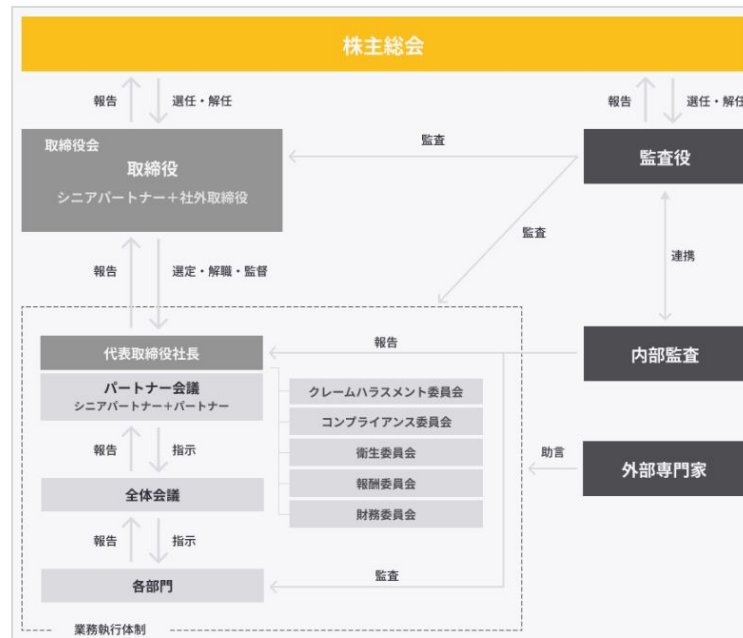 株主総会
報告
選任・解任
報告
選任・解任
取締役会
取締役
シニアパートナー＋社外取締役
監査
監査役
監査
報告
選定・解職・監督
連携
代表取締役社長
報告
内部監査
パートナー会議
シニアパートナー＋パートナー
クレームハラスメント委員会
コンプライアンス委員会
報告
指示
衛生委員会
助言
外部専門家
全体会議
報酬委員会
財務委員会
報告
指示
各部門
監査
業務執行体制